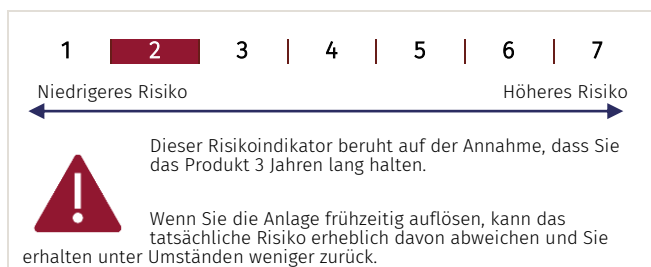 1 2 3 4 5 6 7
Niedrigeres Risiko Höheres Risiko
Dieser Risikoindikator beruht auf der Annahme, dass Sie
das Produkt 3 Jahren lang halten.
Wenn Sie die Anlage frühzeitig auflösen, kann das
tatsächliche Risiko erheblich davon abweichen und Sie
erhalten unter Umständen weniger zurück.